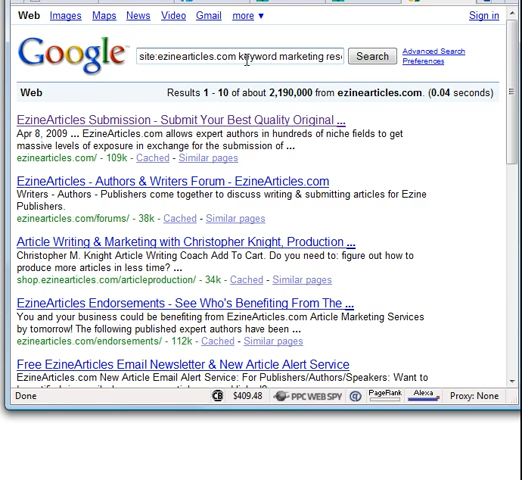 Web Images Maps News Video Gmail more ▼ Sign in
Google
site:ezinearticles.com keyword marketing res
Search
Advanced Search
Preferences
Web Results 1 - 10 of about 2,190,000 from ezinearticles.com. (0.04 seconds)
EzineArticles Submission - Submit Your Best Quality Original ...
Apr 8, 2009 ... EzineArticles.com allows expert authors in hundreds of niche fields to get
massive levels of exposure in exchange for the submission of ...
ezinearticles.com/ - 109k - Cached - Similar pages
EzineArticles - Authors & Writers Forum - EzineArticles.com
Writers - Authors - Publishers come together to discuss writing & submitting articles for Ezine
Publishers.
ezinearticles.com/forums/ - 38k - Cached - Similar pages
Article Writing & Marketing with Christopher Knight, Production ...
Christopher M. Knight Article Writing Coach Add To Cart. Do you need to: figure out how to
produce more articles in less time? ...
shop.ezinearticles.com/articleproduction/ - 34k - Cached - Similar pages
EzineArticles Endorsements - See Who's Benefiting From The ...
You and your business could be benefiting from EzineArticles.com Article Marketing Services
by tomorrow! The following published expert authors have been ...
ezinearticles.com/endorsements/ - 112k - Cached - Similar pages
Free EzineArticles Email Newsletter & New Article Alert Service
EzineArticles.com New Article Email Alert Service: For Publishers/Authors/Speakers: Want to
Done $409.48 PPC WEB SPY PageRank Alexa Proxy: None